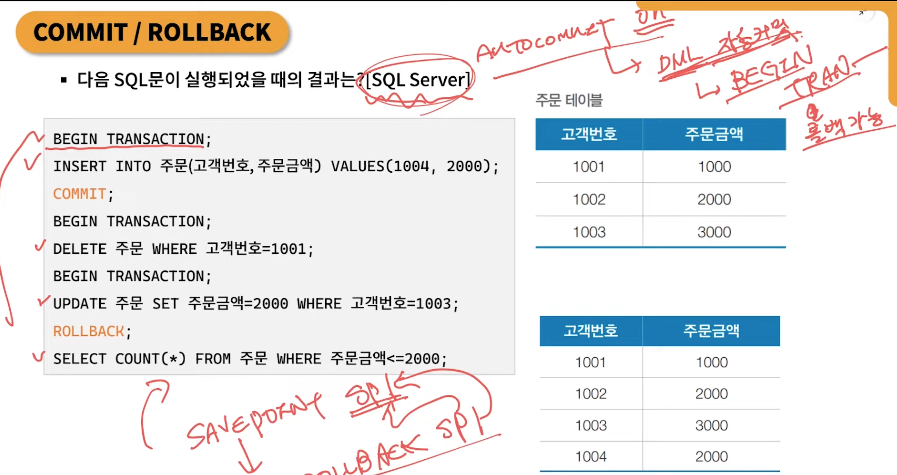 COMMIT / ROLLBACK
▪ 다음 SQL문이 실행되었을 때의 결과는?[SQL Server]
AUTOCOMMIT on
DML 자동커밋
BEGIN TRAN
롤백가능
BEGIN TRANSACTION;
INSERT INTO 주문(고객번호,주문금액) VALUES(1004, 2000);
COMMIT;
BEGIN TRANSACTION;
DELETE 주문 WHERE 고객번호=1001;
BEGIN TRANSACTION;
UPDATE 주문 SET 주문금액=2000 WHERE 고객번호=1003;
ROLLBACK;
SELECT COUNT(*) FROM 주문 WHERE 주문금액<=2000;
SAVEPOINT SP1
ROLLBACK SP1
주문 테이블
고객번호 주문금액
1001 1000
1002 2000
1003 3000
고객번호 주문금액
1001 1000
1002 2000
1003 3000
1004 2000